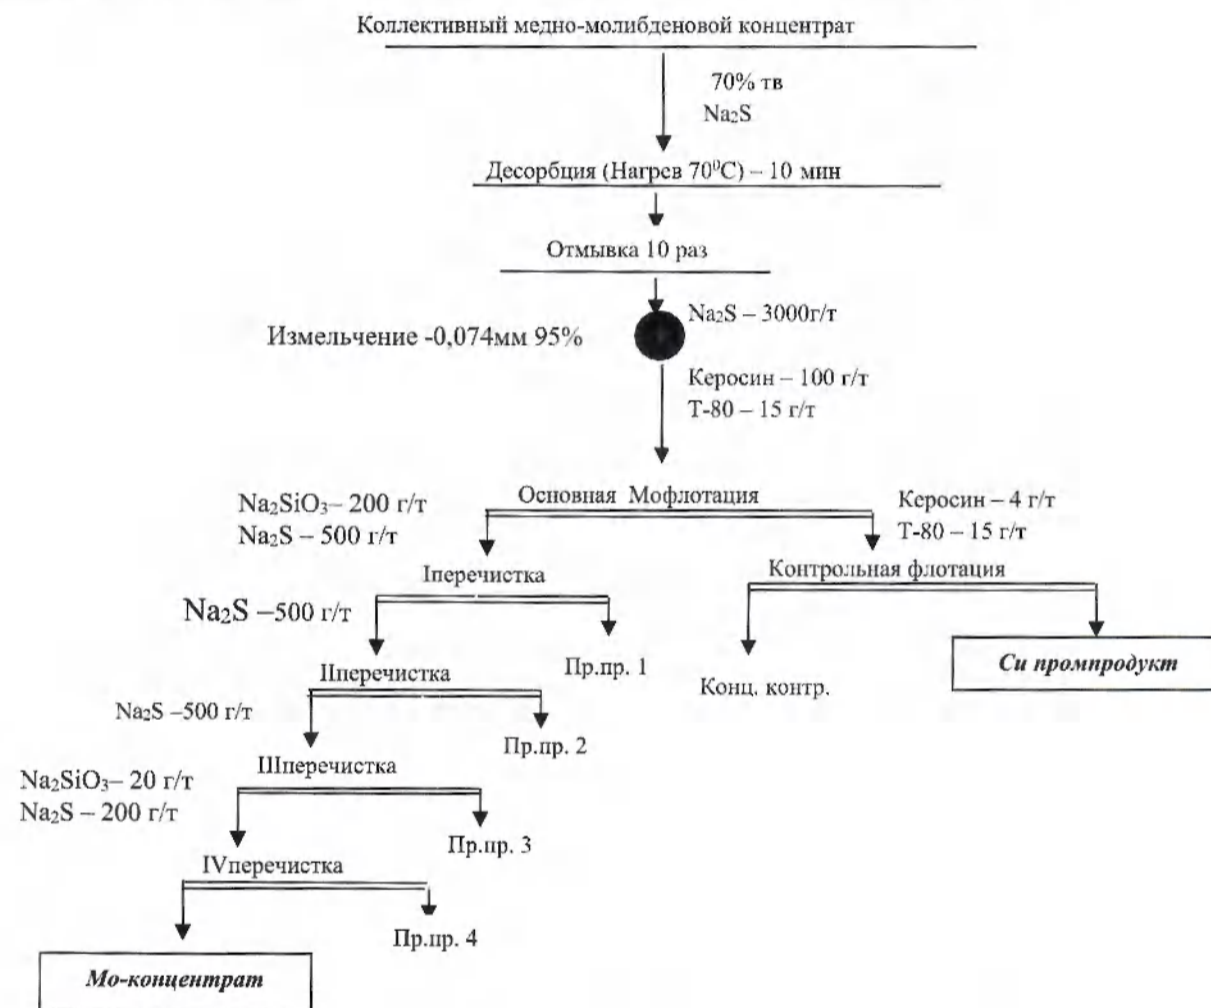 Коллективный медно-молибденовой концентрат
70% тв
Na₂S
Десорбция (Нагрев 70⁰С) – 10 мин
Отмывка 10 раз
Na₂S – 3000г/т
Измельчение -0,074мм 95%
Керосин – 100 г/т
Т-80 – 15 г/т
Основная Мофлотация
Na₂SiO₃– 200 г/т
Na₂S – 500 г/т
Керосин – 4 г/т
Т-80 – 15 г/т
Iперечистка
Контрольная флотация
Na₂S –500 г/т
Пр.пр. 1
Си промпродукт
IIперечистка
Конц. контр.
Na₂S –500 г/т
Пр.пр. 2
IIIперечистка
Na₂SiO₃– 20 г/т
Na₂S – 200 г/т
Пр.пр. 3
IVперечистка
Пр.пр. 4
Мо-концентрат